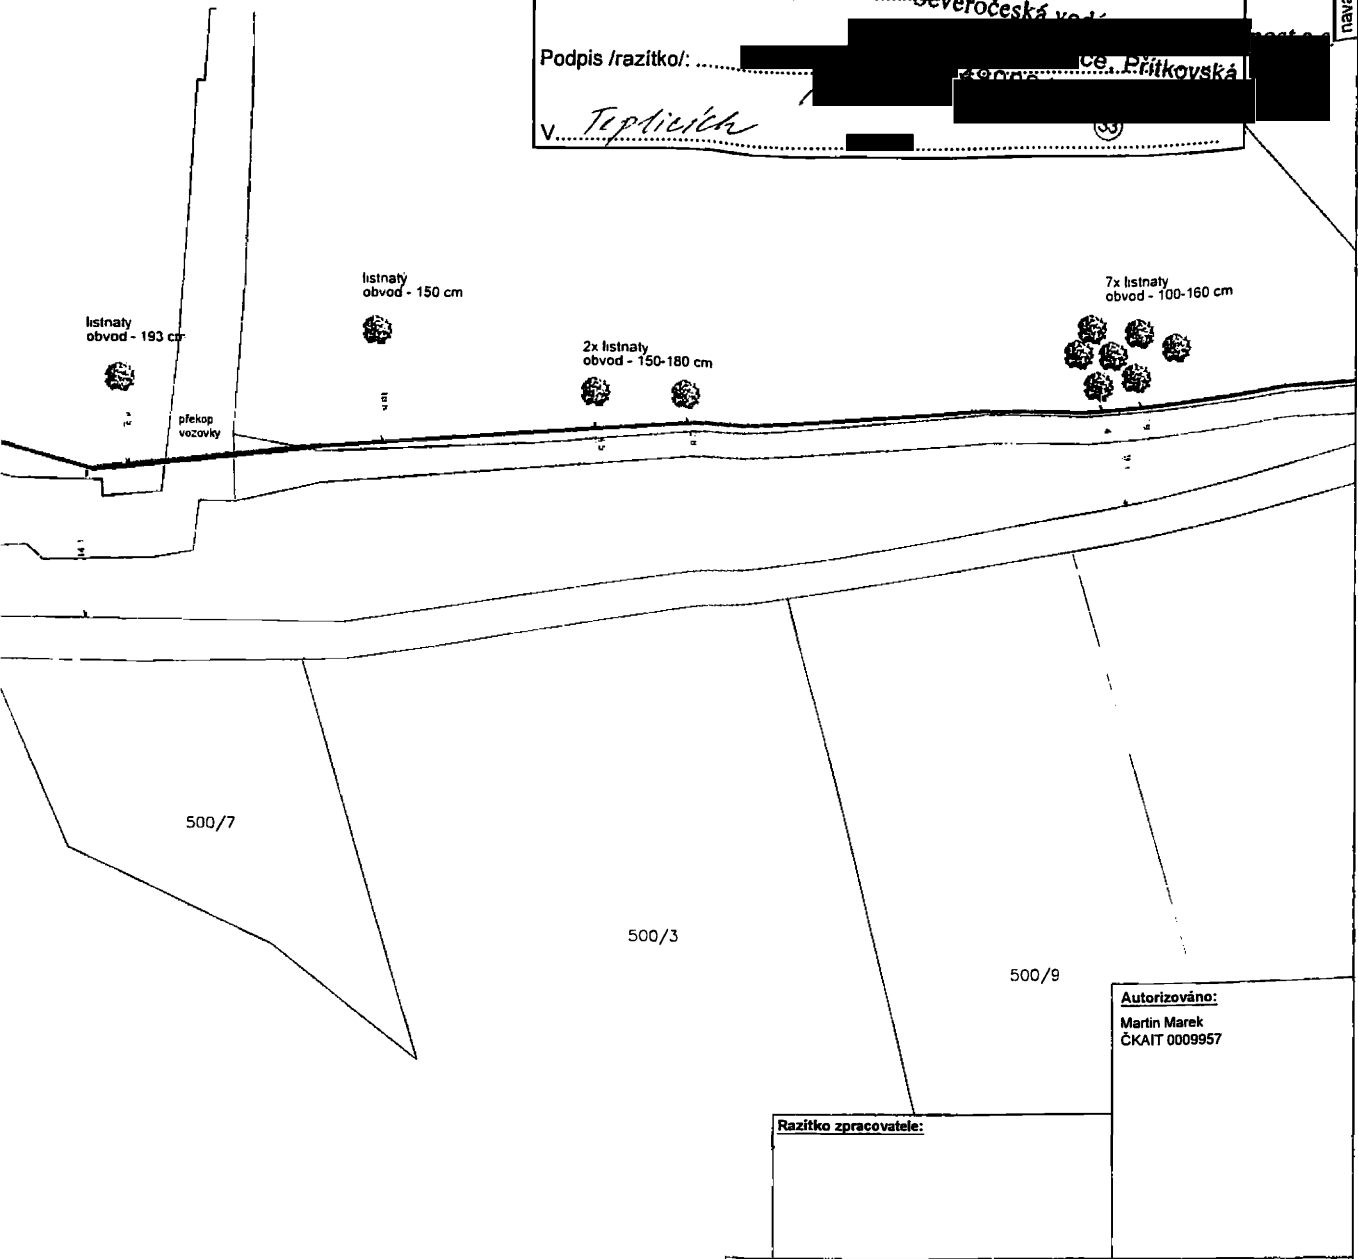 Severočeská
Podpis /razítko/:
ce, Přítkovská
V Teplicích
33
listnatý
obvod - 150 cm
7x listnatý
obvod - 100-160 cm
listnatý
obvod - 193 cm
2x listnatý
obvod - 150-180 cm
překop
vozovky
500/7
500/3
500/9
Autorizováno:
Martin Marek
ČKAIT 0009957
Razítko zpracovatele: